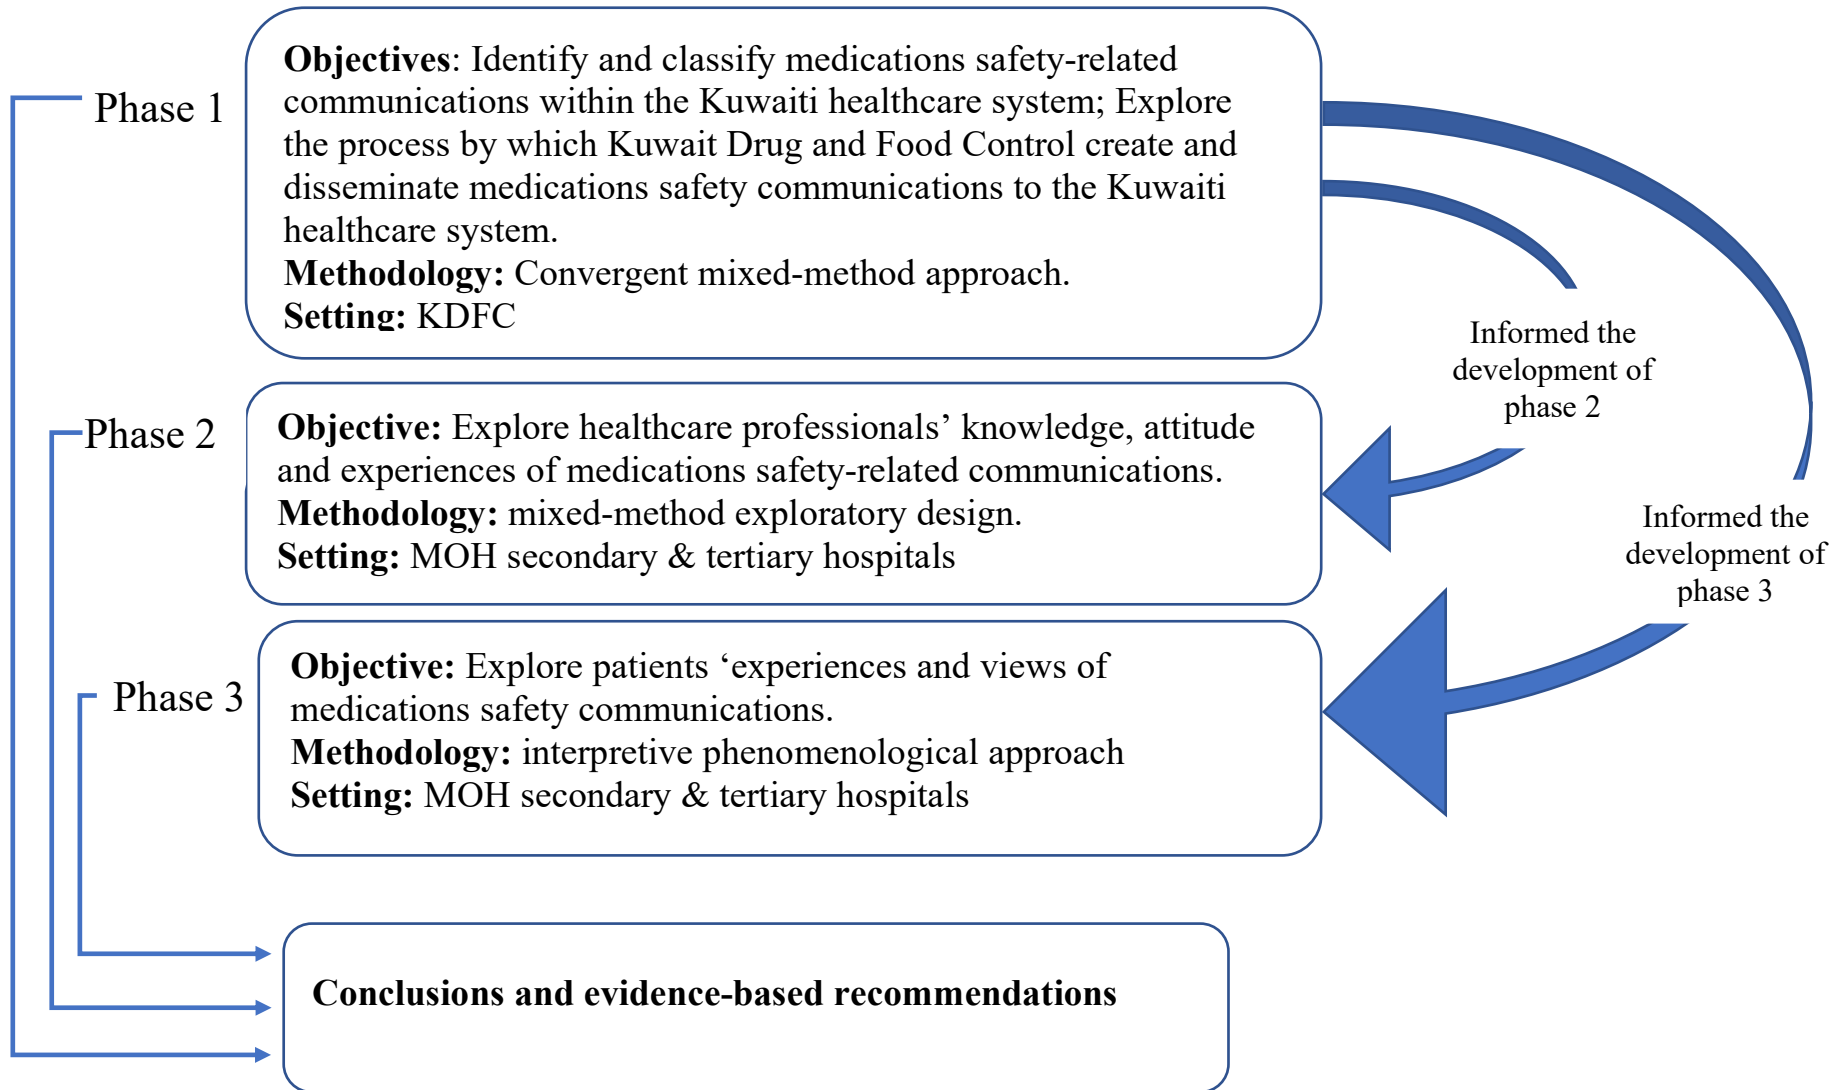 Phase 1
Objectives: Identify and classify medications safety-related
communications within the Kuwaiti healthcare system; Explore
the process by which Kuwait Drug and Food Control create and
disseminate medications safety communications to the Kuwaiti
healthcare system.
Methodology: Convergent mixed-method approach.
Setting: KDFC
Informed the
development of
phase 2
Phase 2
Objective: Explore healthcare professionals’ knowledge, attitude
and experiences of medications safety-related communications.
Methodology: mixed-method exploratory design.
Setting: MOH secondary & tertiary hospitals
Informed the
development of
phase 3
Phase 3
Objective: Explore patients ‘experiences and views of
medications safety communications.
Methodology: interpretive phenomenological approach
Setting: MOH secondary & tertiary hospitals
Conclusions and evidence-based recommendations